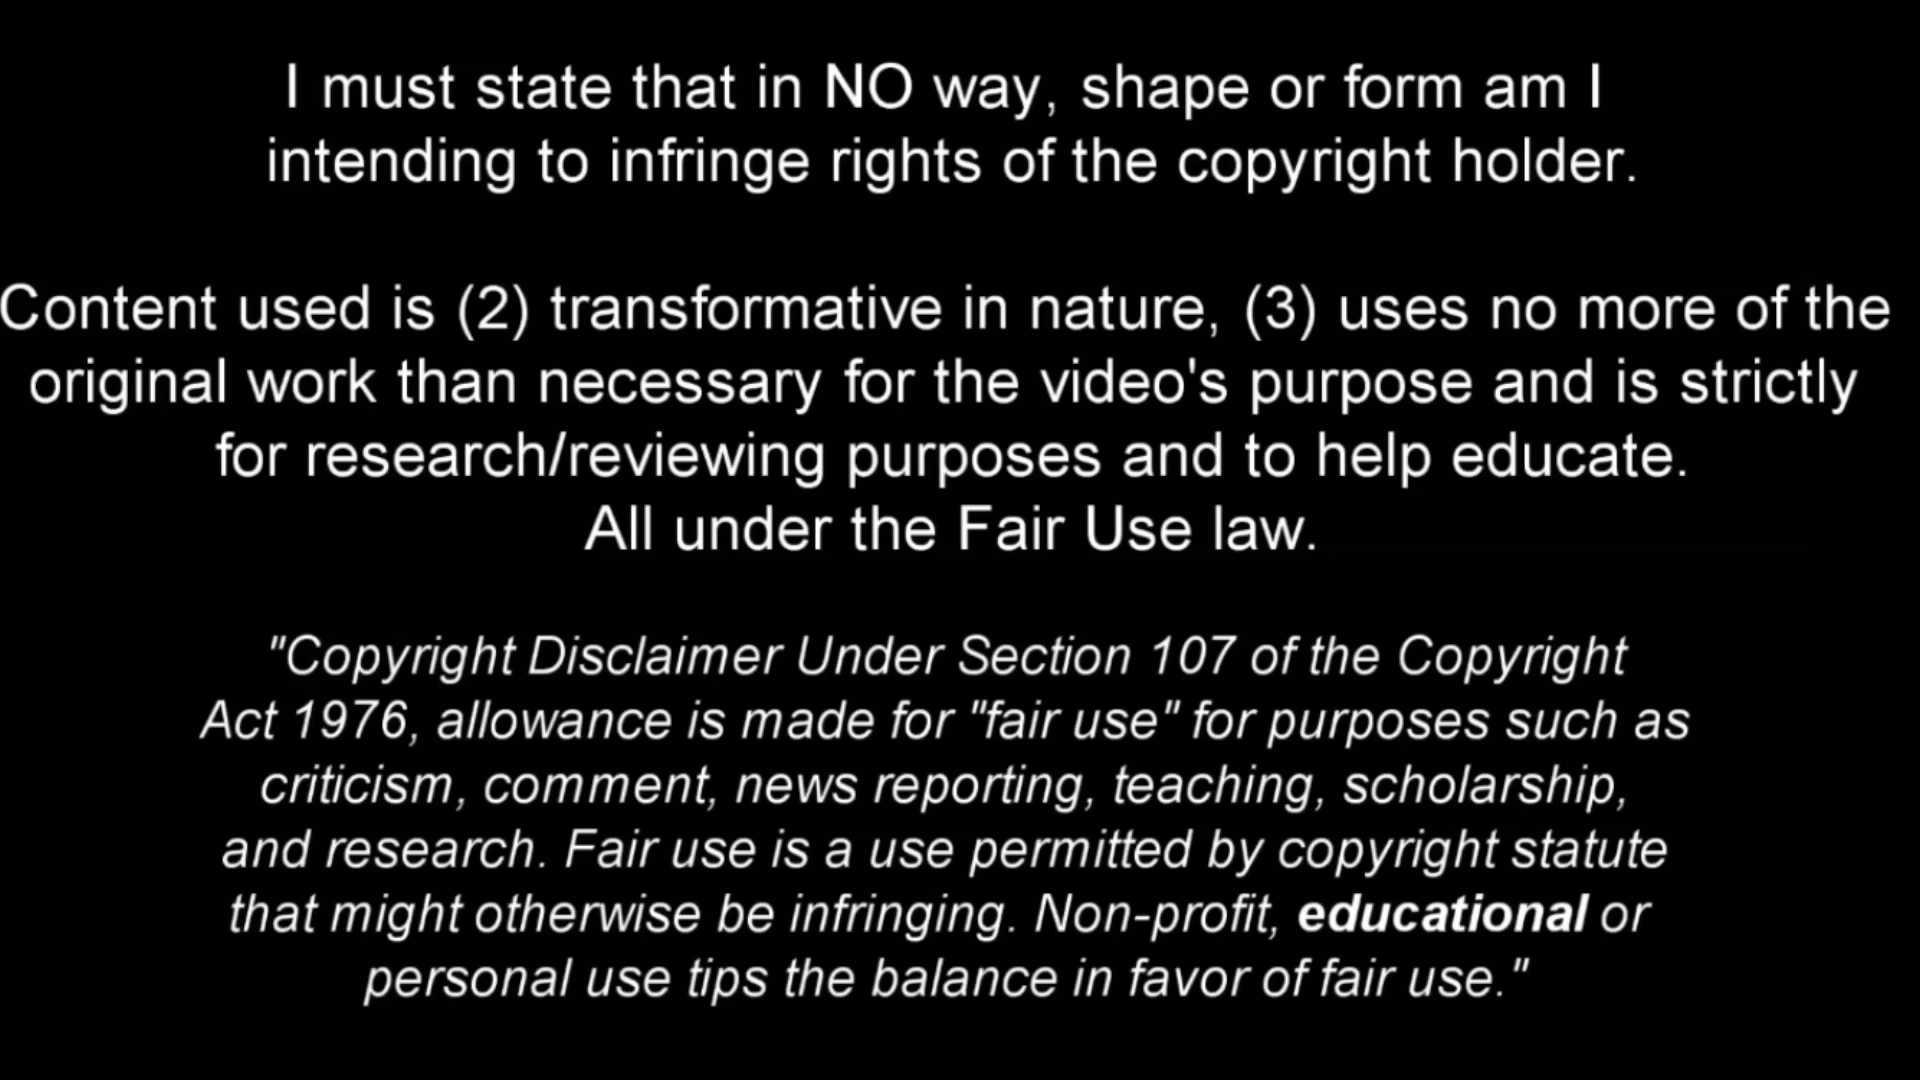 I must state that in NO way, shape or form am I
intending to infringe rights of the copyright holder.
Content used is (2) transformative in nature, (3) uses no more of the
original work than necessary for the video's purpose and is strictly
for research/reviewing purposes and to help educate.
All under the Fair Use law.
"Copyright Disclaimer Under Section 107 of the Copyright
Act 1976, allowance is made for "fair use" for purposes such as
criticism, comment, news reporting, teaching, scholarship,
and research. Fair use is a use permitted by copyright statute
that might otherwise be infringing. Non-profit, educational or
personal use tips the balance in favor of fair use."